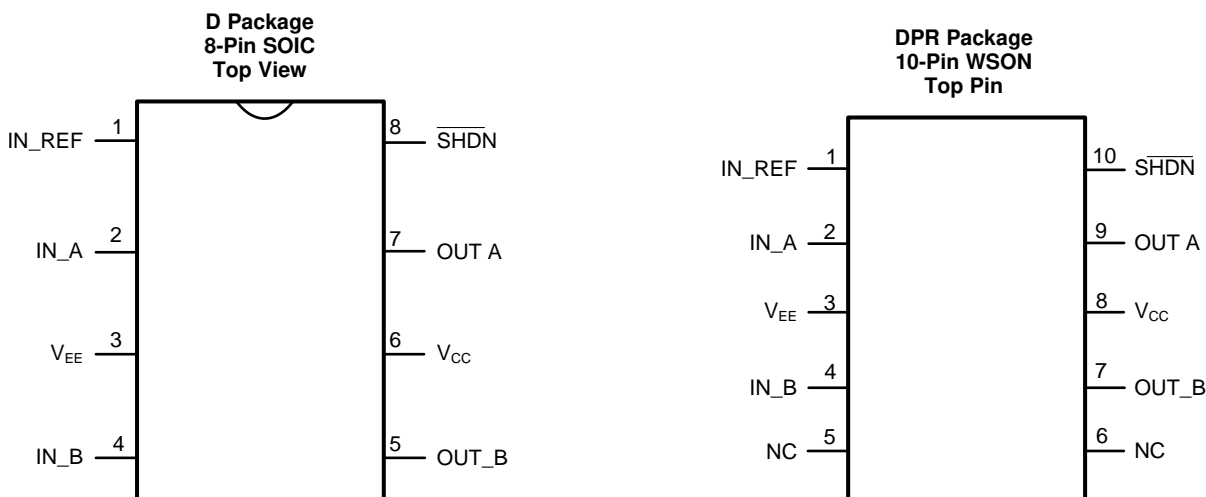 D Package
8-Pin SOIC
Top View
IN_REF 1
8 SHDN
IN_A 2
7 OUT A
VEE 3
6 VCC
IN_B 4
5 OUT_B
DPR Package
10-Pin WSON
Top Pin
IN_REF 1
10 SHDN
IN_A 2
9 OUT A
VEE 3
8 VCC
IN_B 4
7 OUT_B
NC 5
6 NC